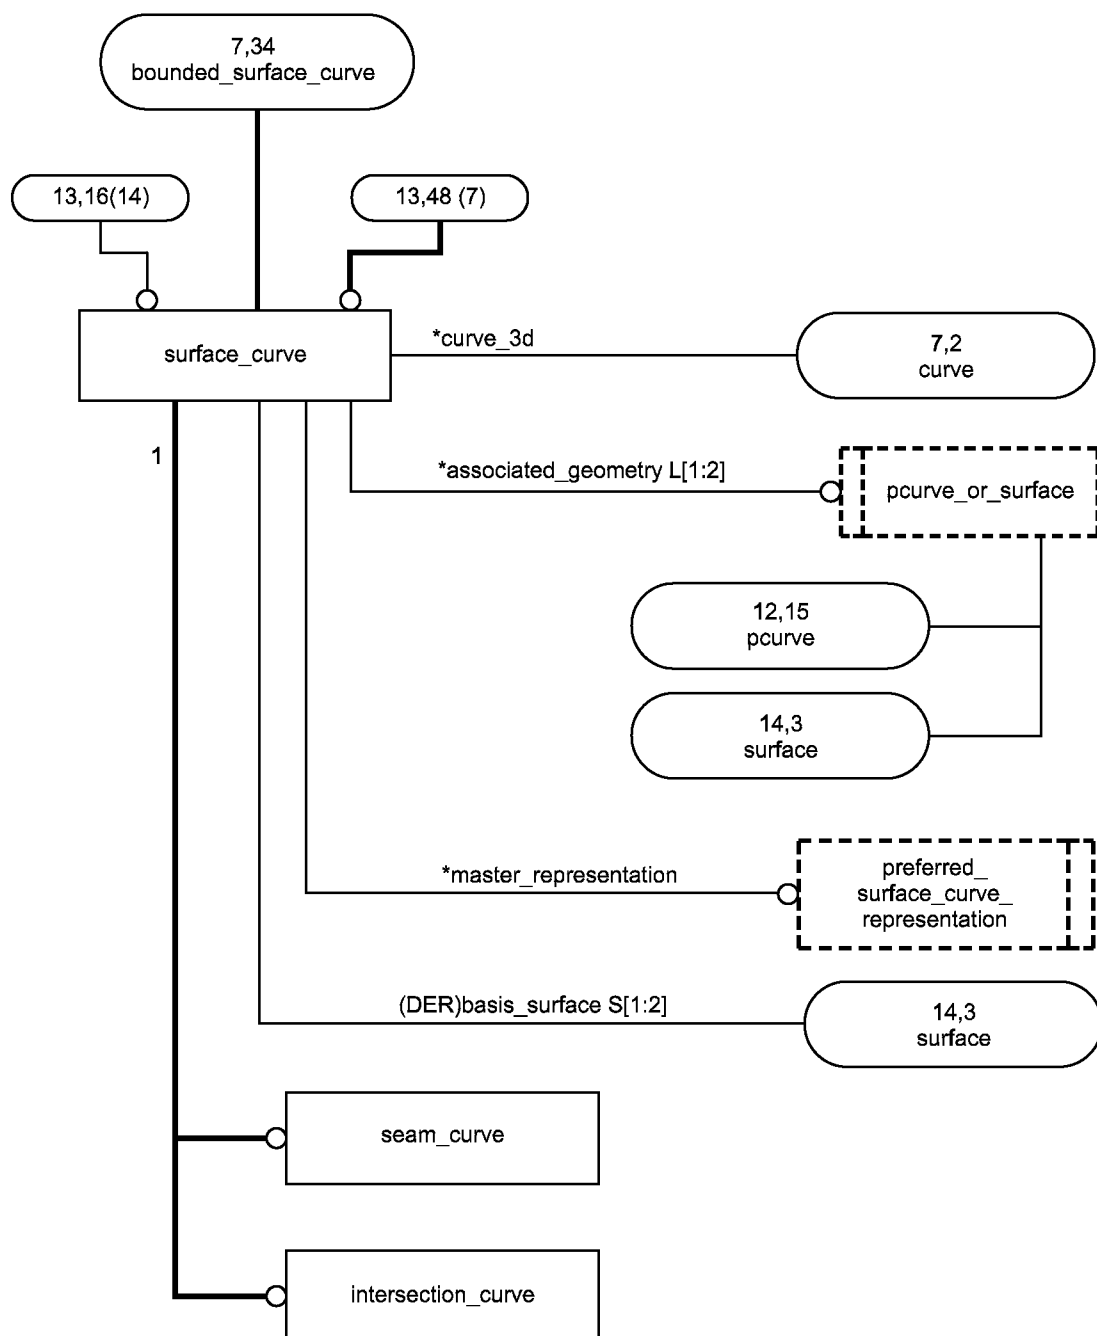 7,34
bounded_surface_curve
13,16(14)
13,48 (7)
surface_curve
*curve_3d
7,2
curve
1
*associated_geometry L[1:2]
pcurve_or_surface
12,15
pcurve
14,3
surface
*master_representation
preferred_
surface_curve_
representation
(DER)basis_surface S[1:2]
14,3
surface
seam_curve
intersection_curve